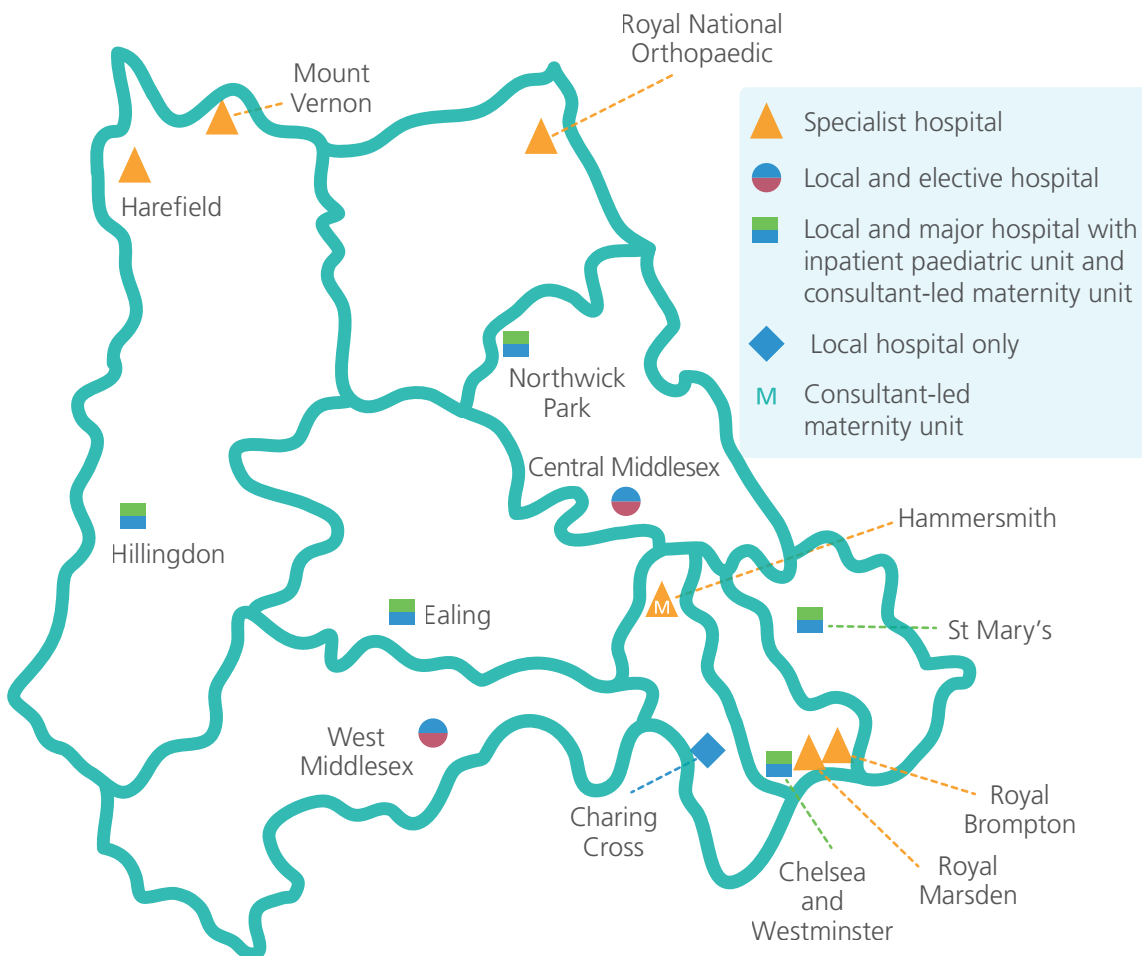 Royal National
Orthopaedic
Mount
Vernon
Harefield
Specialist hospital
Local and elective hospital
Local and major hospital with
inpatient paediatric unit and
consultant-led maternity unit
Local hospital only
M Consultant-led
maternity unit
Northwick
Park
Central Middlesex
Hammersmith
Hillingdon
M
Ealing
St Mary’s
West
Middlesex
Charing
Cross
Royal
Brompton
Chelsea
and
Westminster
Royal
Marsden